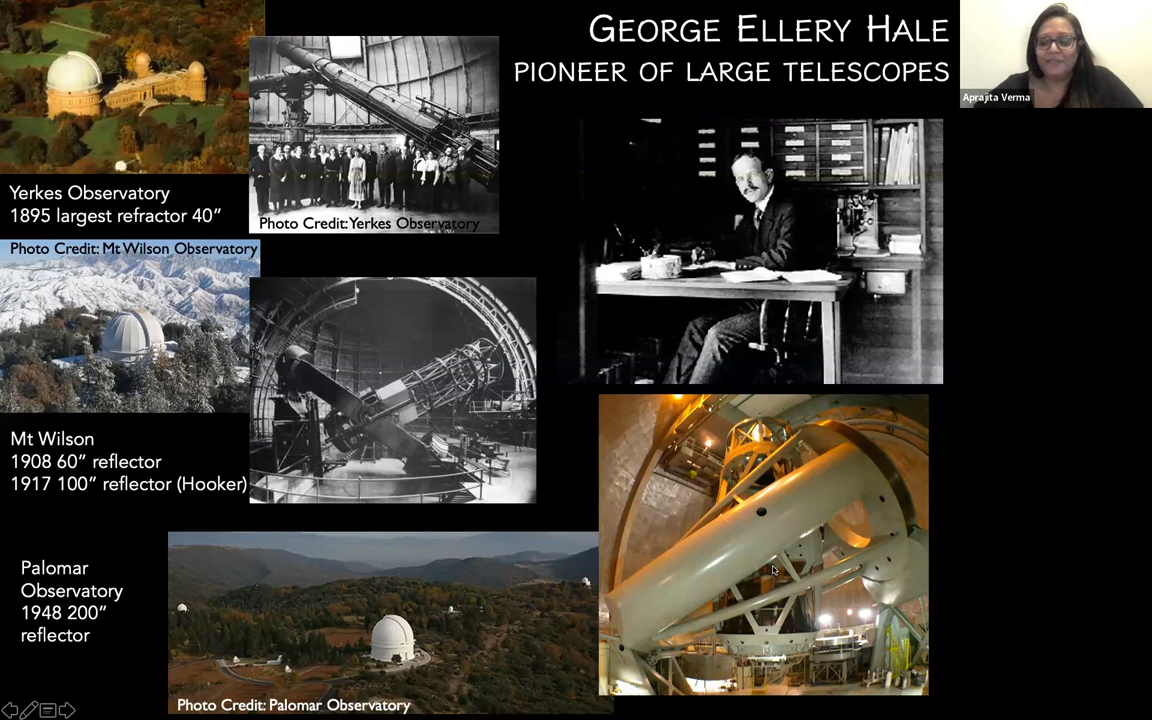 GEORGE ELLERY HALE
PIONEER OF LARGE TELESCOPES
Aprajita Verma
Yerkes Observatory
1895 largest refractor 40”
Photo Credit: Yerkes Observatory
Photo Credit: Mt Wilson Observatory
Mt Wilson
1908 60” reflector
1917 100” reflector (Hooker)
Palomar
Observatory
1948 200”
reflector
Photo Credit: Palomar Observatory